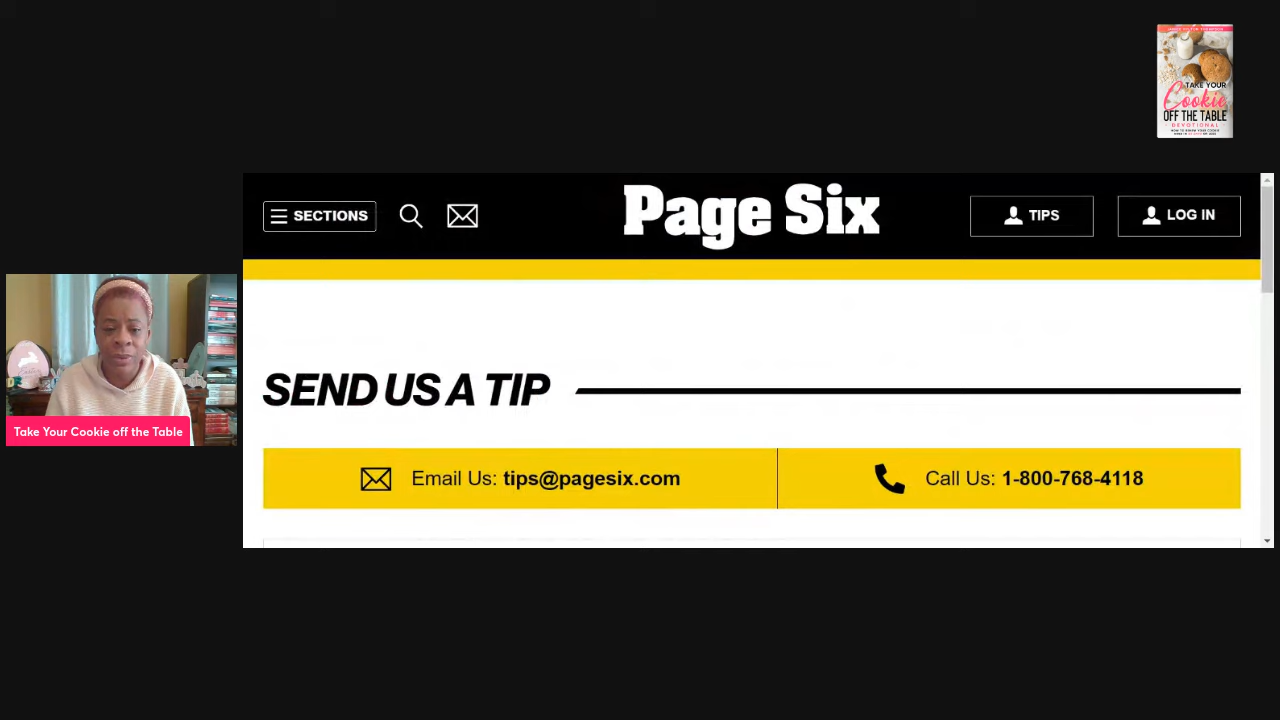 TAKE YOUR
Cookie
OFF THE TABLE
DEVOTIONAL
SECTIONS
Page Six
TIPS
LOG IN
SEND US A TIP
Email Us: tips@pagesix.com
Call Us: 1-800-768-4118
Take Your Cookie off the Table